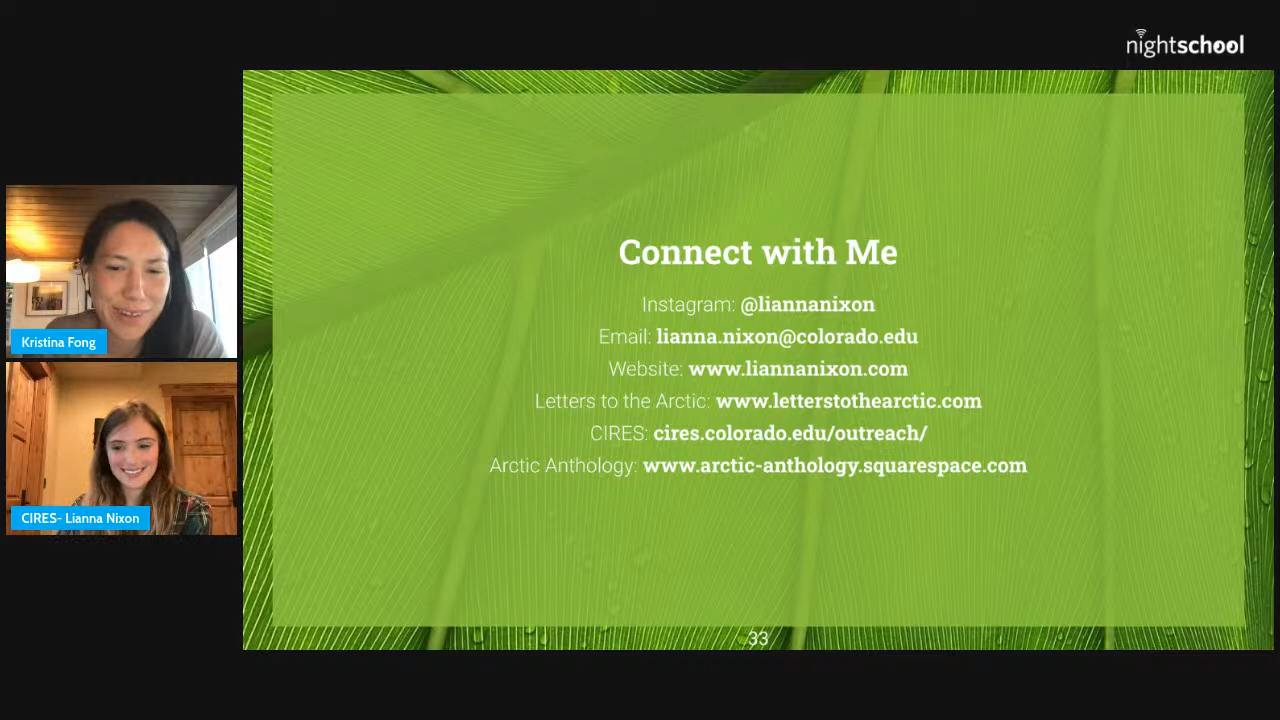 nightschool
Kristina Fong
CIRES- Lianna Nixon
Connect with Me
Instagram: @liannanixon
Email: lianna.nixon@colorado.edu
Website: www.liannanixon.com
Letters to the Arctic: www.letterstothearctic.com
CIRES: cires.colorado.edu/outreach/
Arctic Anthology: www.arctic-anthology.squarespace.com
33